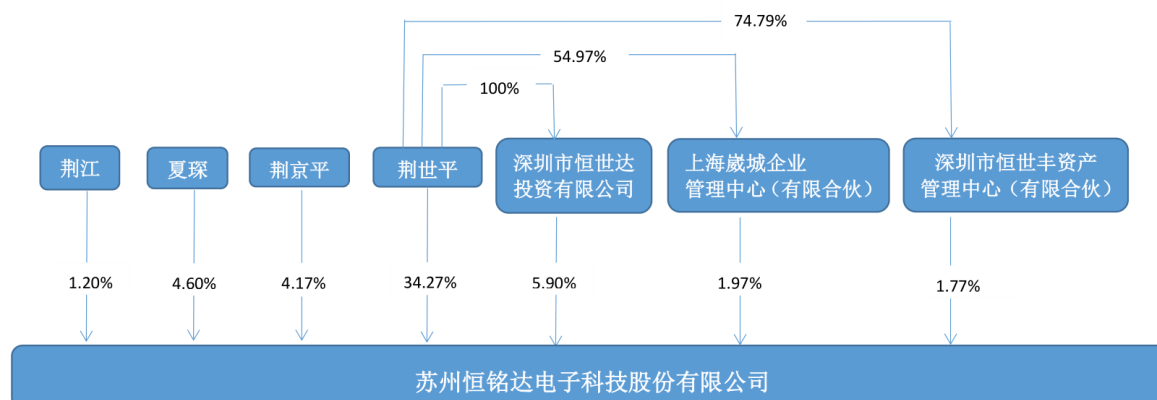 74.79%
54.97%
100%
荆江
夏琛
荆京平
荆世平
深圳市恒世达
投资有限公司
上海崴城企业
管理中心（有限合伙）
深圳市恒世丰资产
管理中心（有限合伙）
1.20%
4.60%
4.17%
34.27%
5.90%
1.97%
1.77%
苏州恒铭达电子科技股份有限公司